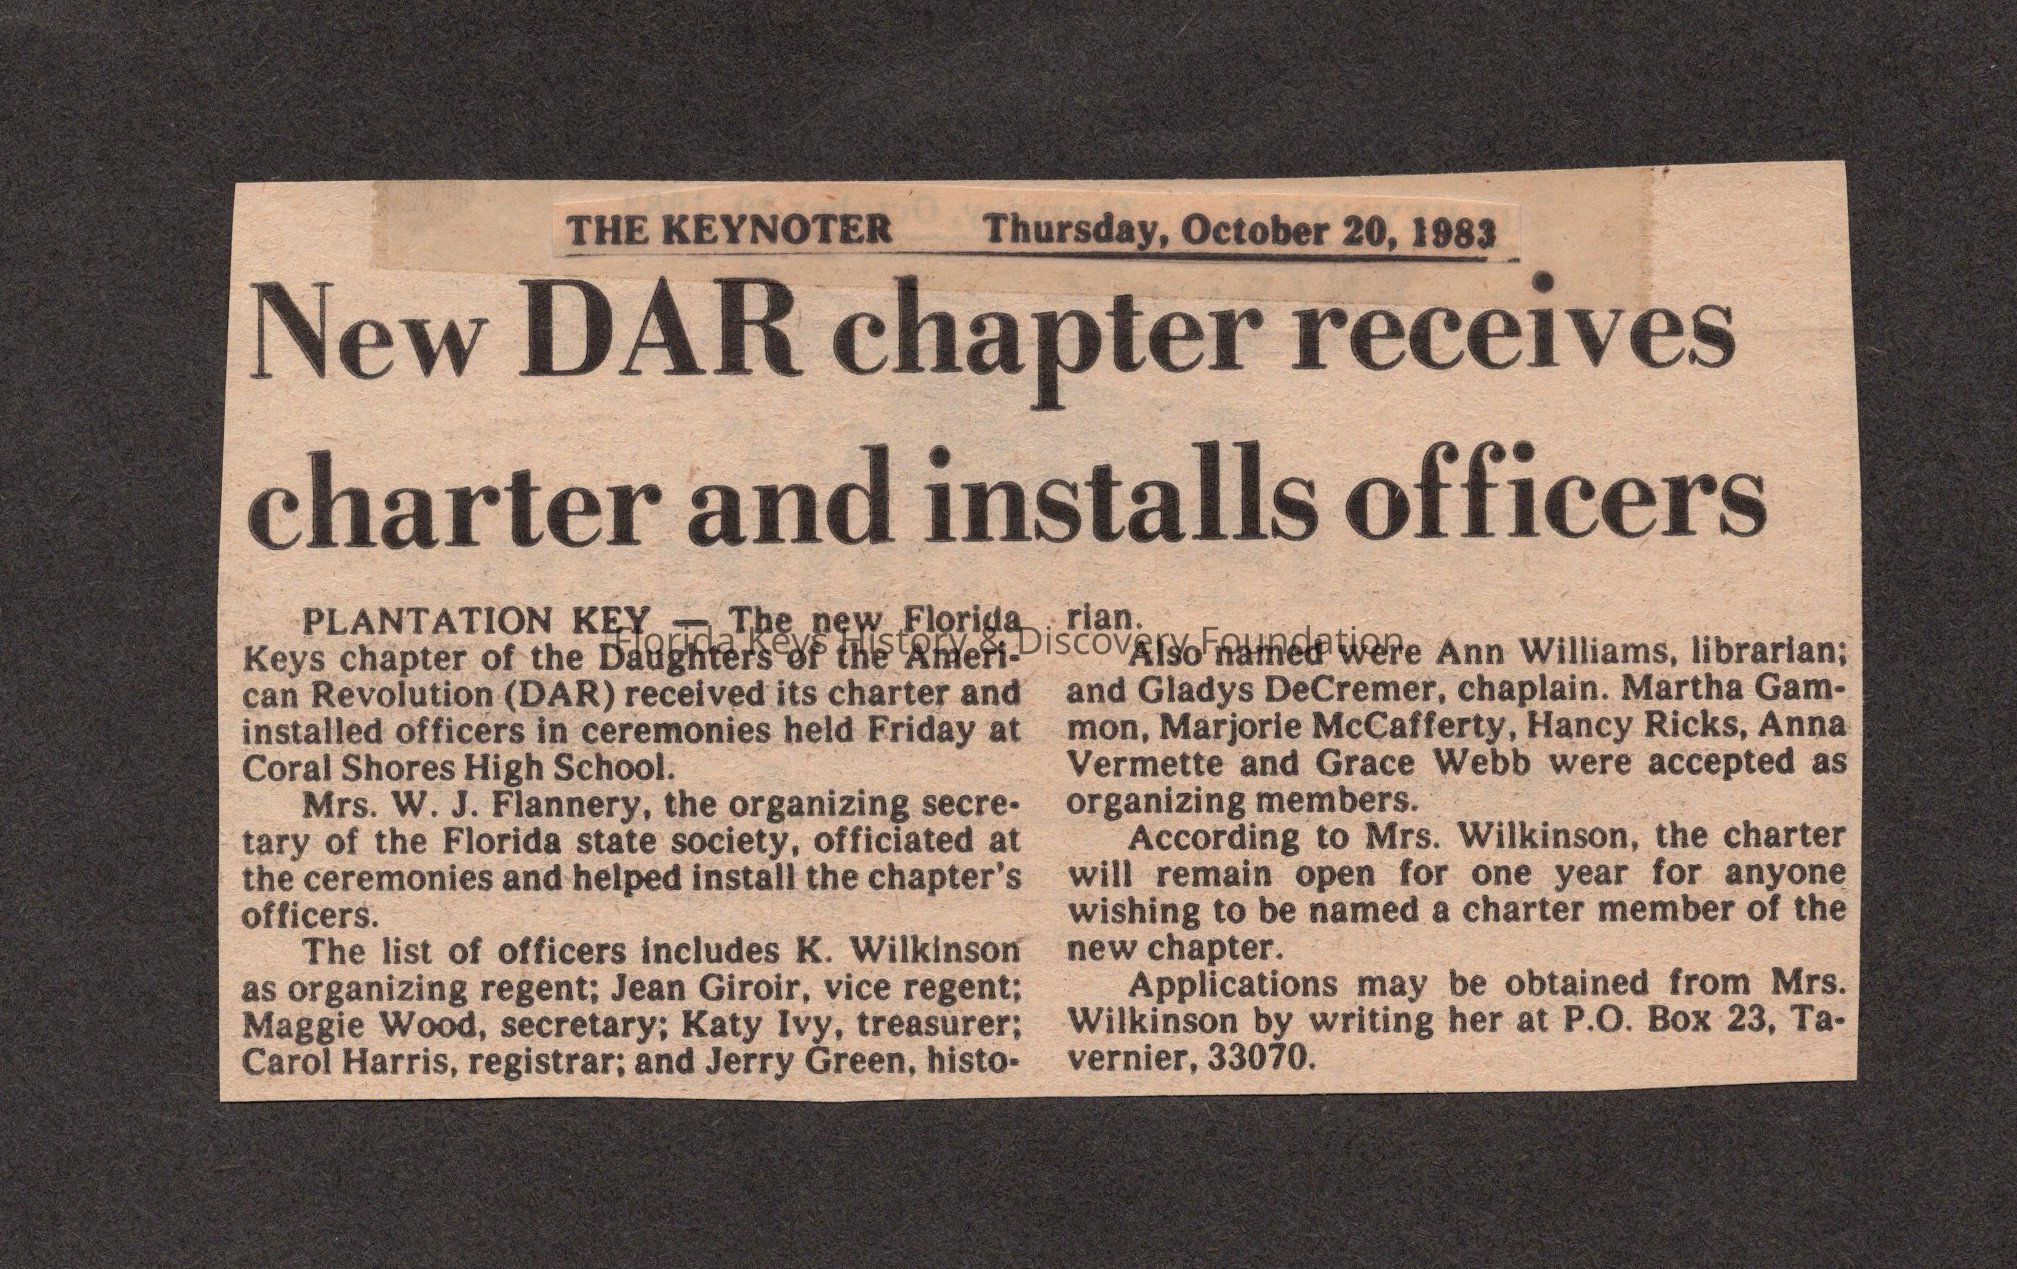 THE KEYNOTER Thursday, October 20, 1983
New DAR chapter receives
charter and installs officers
PLANTATION KEY — The new Florida
Keys chapter of the Daughters of the Ameri-
can Revolution (DAR) received its charter and
installed officers in ceremonies held Friday at
Coral Shores High School.
Mrs. W. J. Flannery, the organizing secre-
tary of the Florida state society, officiated at
the ceremonies and helped install the chapter's
officers.
The list of officers includes K. Wilkinson
as organizing regent; Jean Giroir, vice regent;
Maggie Wood, secretary; Katy Ivy, treasurer;
Carol Harris, registrar; and Jerry Green, histo-
rian.
Also named were Ann Williams, librarian;
and Gladys DeCremer, chaplain. Martha Gam-
mon, Marjorie McCafferty, Hancy Ricks, Anna
Vermette and Grace Webb were accepted as
organizing members.
According to Mrs. Wilkinson, the charter
will remain open for one year for anyone
wishing to be named a charter member of the
new chapter.
Applications may be obtained from Mrs.
Wilkinson by writing her at P.O. Box 23, Ta-
vernier, 33070.
Florida Keys History & Discovery Foundation